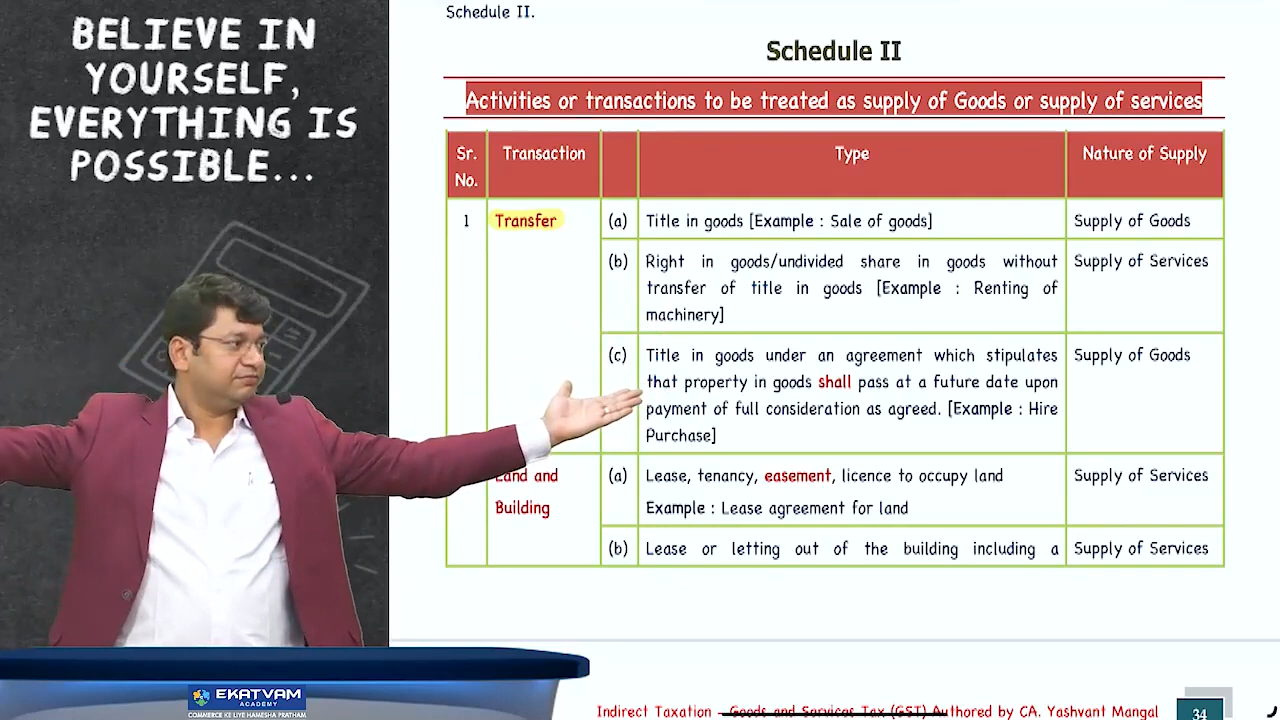 BELIEVE IN
YOURSELF,
EVERYTHING IS
POSSIBLE...
Schedule II.
Schedule II
Activities or transactions to be treated as supply of Goods or supply of services
Sr. No. Transaction Type Nature of Supply
1 Transfer (a) Title in goods [Example : Sale of goods] Supply of Goods
(b) Right in goods/undivided share in goods without Supply of Services
transfer of title in goods [Example : Renting of
machinery]
(c) Title in goods under an agreement which stipulates Supply of Goods
that property in goods shall pass at a future date upon
payment of full consideration as agreed. [Example : Hire
Purchase]
Land and (a) Lease, tenancy, easement, licence to occupy land Supply of Services
Building Example : Lease agreement for land
(b) Lease or letting out of the building including a Supply of Services
EKATVAM
ACADEMY
COMMERCE KE LIYE HAMESHA PRATHAM
Indirect Taxation – Goods and Services Tax (GST) Authored by CA. Yashvant Mangal 34